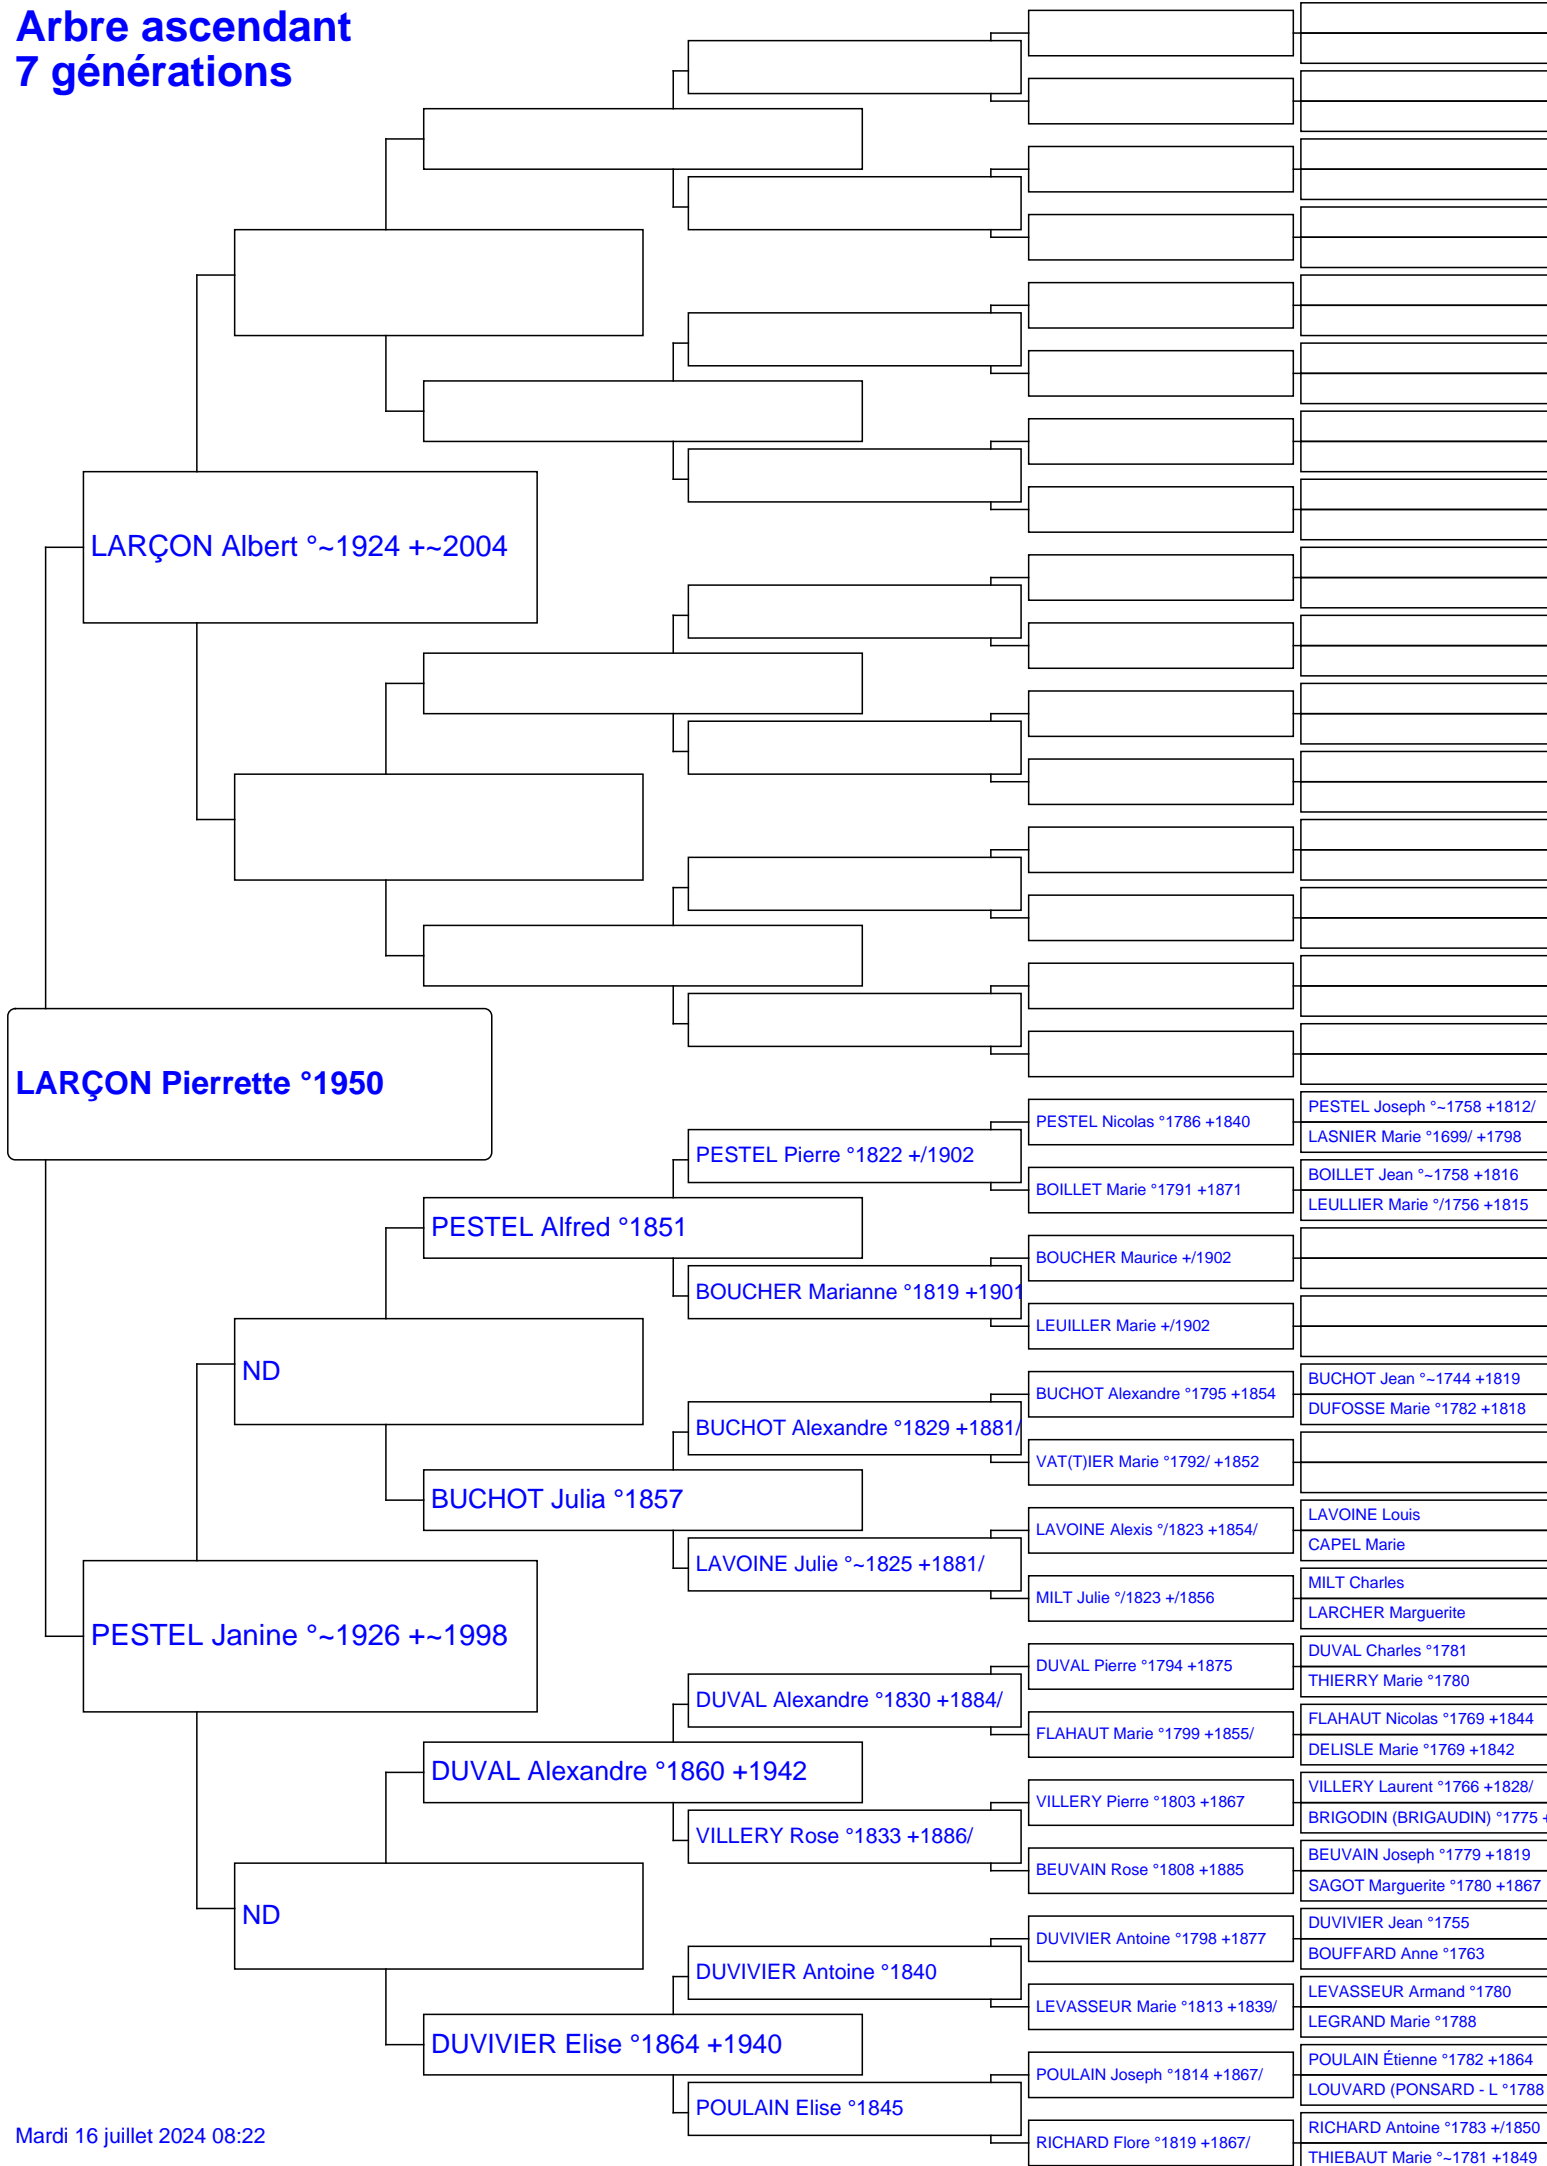 Arbre ascendant
7 générations
LARÇON Albert °~1924 +~2004
LARÇON Pierrette °1950
PESTEL Joseph °~1758 +1812/
PESTEL Nicolas °1786 +1840
LASNIER Marie °1699/ +1798
PESTEL Pierre °1822 +/1902
BOILLET Jean °~1758 +1816
BOILLET Marie °1791 +1871
LEULLIER Marie °/1756 +1815
PESTEL Alfred °1851
BOUCHER Maurice +/1902
BOUCHER Marianne °1819 +1901
LEUILLER Marie +/1902
ND
BUCHOT Jean °~1744 +1819
BUCHOT Alexandre °1795 +1854
DUFOSSE Marie °1782 +1818
BUCHOT Alexandre °1829 +1881/
VAT(T)IER Marie °1792/ +1852
BUCHOT Julia °1857
LAVOINE Louis
LAVOINE Alexis °/1823 +1854/
CAPEL Marie
LAVOINE Julie °~1825 +1881/
MILT Charles
MILT Julie °/1823 +/1856
LARCHER Marguerite
PESTEL Janine °~1926 +~1998
DUVAL Charles °1781
DUVAL Pierre °1794 +1875
THIERRY Marie °1780
DUVAL Alexandre °1830 +1884/
FLAHAUT Nicolas °1769 +1844
FLAHAUT Marie °1799 +1855/
DELISLE Marie °1769 +1842
DUVAL Alexandre °1860 +1942
VILLERY Laurent °1766 +1828/
VILLERY Pierre °1803 +1867
BRIGODIN (BRIGAUDIN) °1775 +
VILLERY Rose °1833 +1886/
BEUVAIN Joseph °1779 +1819
BEUVAIN Rose °1808 +1885
SAGOT Marguerite °1780 +1867
ND
DUVIVIER Jean °1755
DUVIVIER Antoine °1798 +1877
BOUFFARD Anne °1763
DUVIVIER Antoine °1840
LEVASSEUR Armand °1780
LEVASSEUR Marie °1813 +1839/
LEGRAND Marie °1788
DUVIVIER Elise °1864 +1940
POULAIN Étienne °1782 +1864
POULAIN Joseph °1814 +1867/
LOUVARD (PONSARD - L °1788
POULAIN Elise °1845
RICHARD Antoine °1783 +/1850
RICHARD Flore °1819 +1867/
THIEBAUT Marie °~1781 +1849
Mardi 16 juillet 2024 08:22